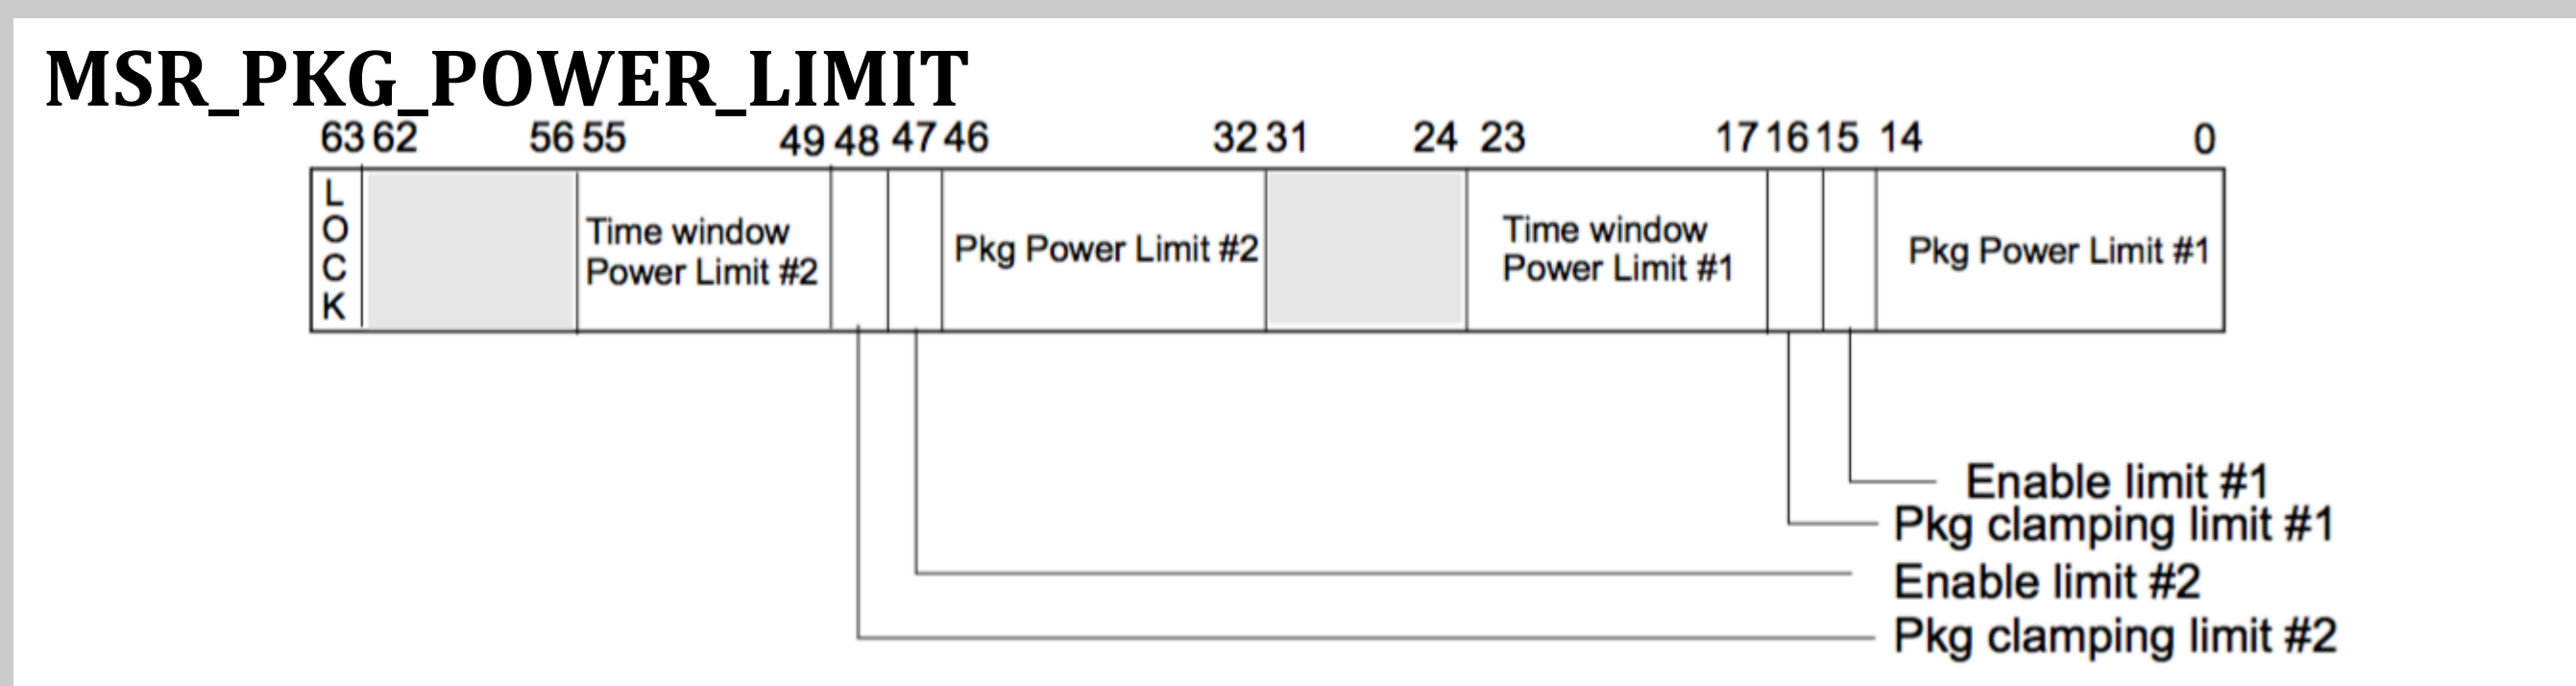 MSR_PKG_POWER_LIMIT
63 62 56 55 49 48 47 46 32 31 24 23 17 16 15 14 0
LOCK
Time window
Power Limit #2
Pkg Power Limit #2
Time window
Power Limit #1
Pkg Power Limit #1
Enable limit #1
Pkg clamping limit #1
Enable limit #2
Pkg clamping limit #2